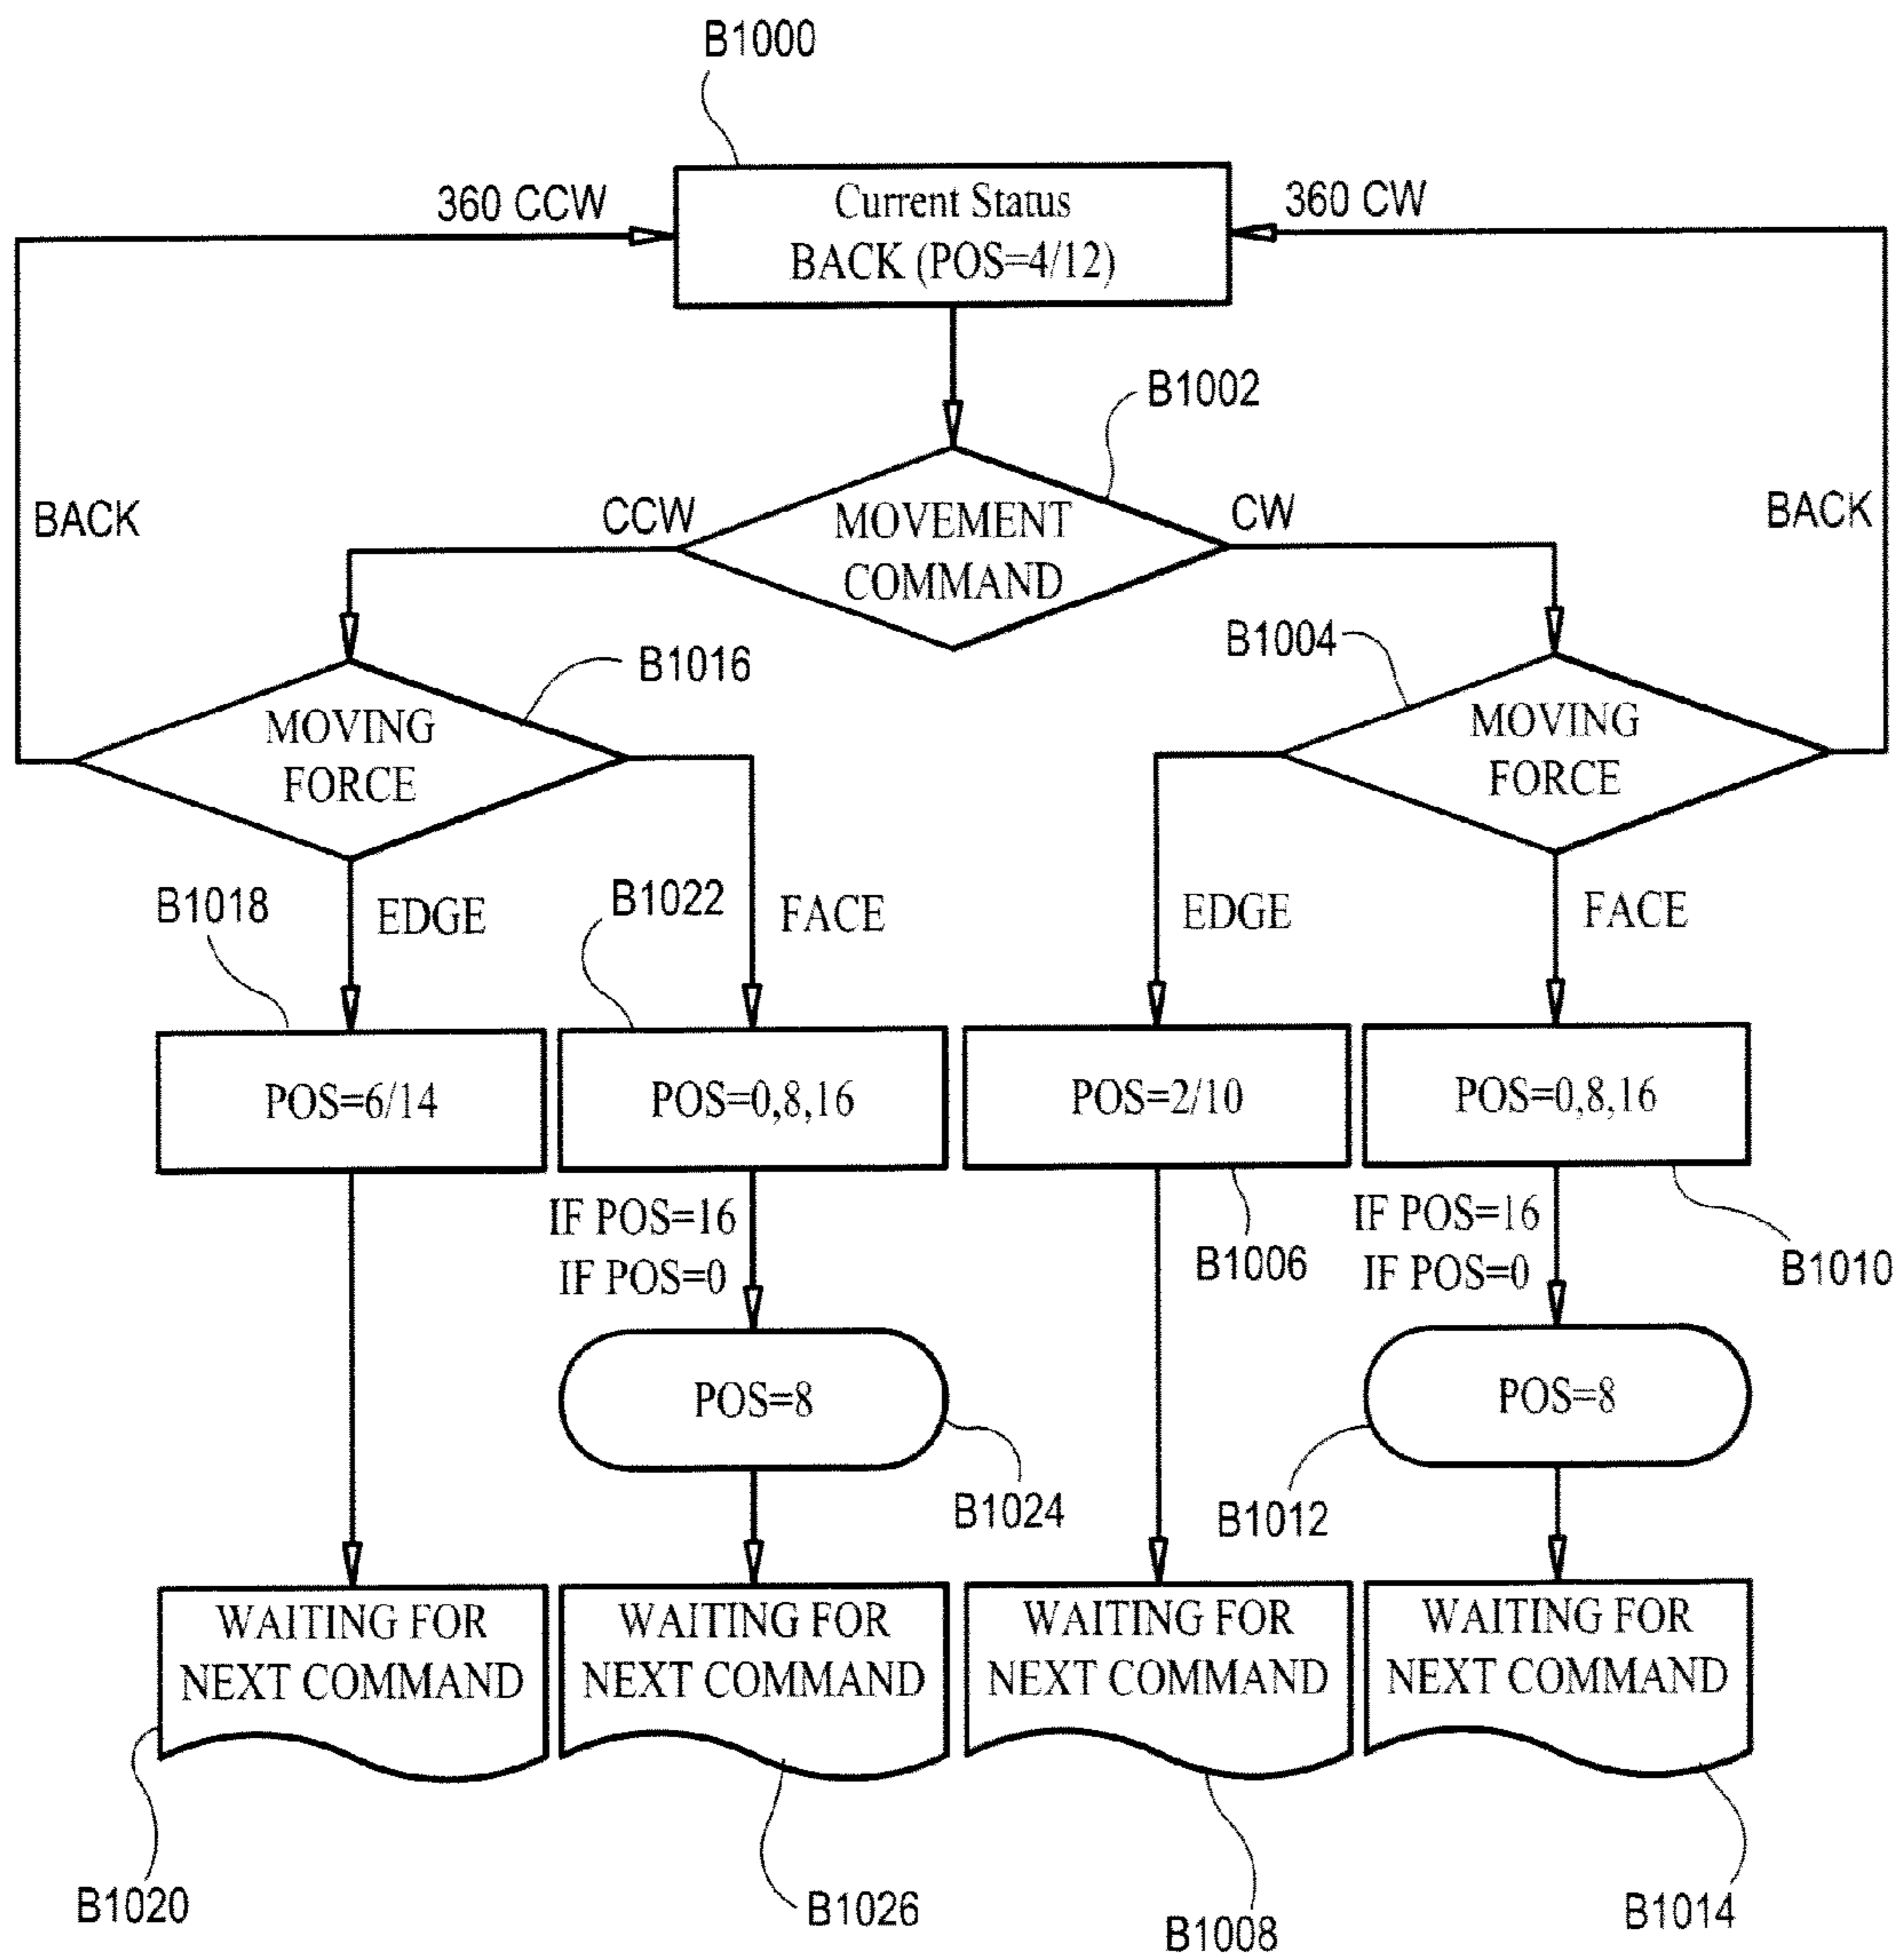 B1000
360 CCW
Current Status
BACK (POS=4/12)
360 CW
B1002
BACK
CCW
MOVEMENT
COMMAND
CW
BACK
B1016
B1004
MOVING
FORCE
MOVING
FORCE
B1018
EDGE
B1022
FACE
EDGE
FACE
POS=6/14
POS=0,8,16
POS=2/10
POS=0,8,16
IF POS=16
IF POS=0
B1006
IF POS=16
IF POS=0
B1010
POS=8
POS=8
B1024
B1012
WAITING FOR
NEXT COMMAND
WAITING FOR
NEXT COMMAND
WAITING FOR
NEXT COMMAND
WAITING FOR
NEXT COMMAND
B1020
B1026
B1008
B1014